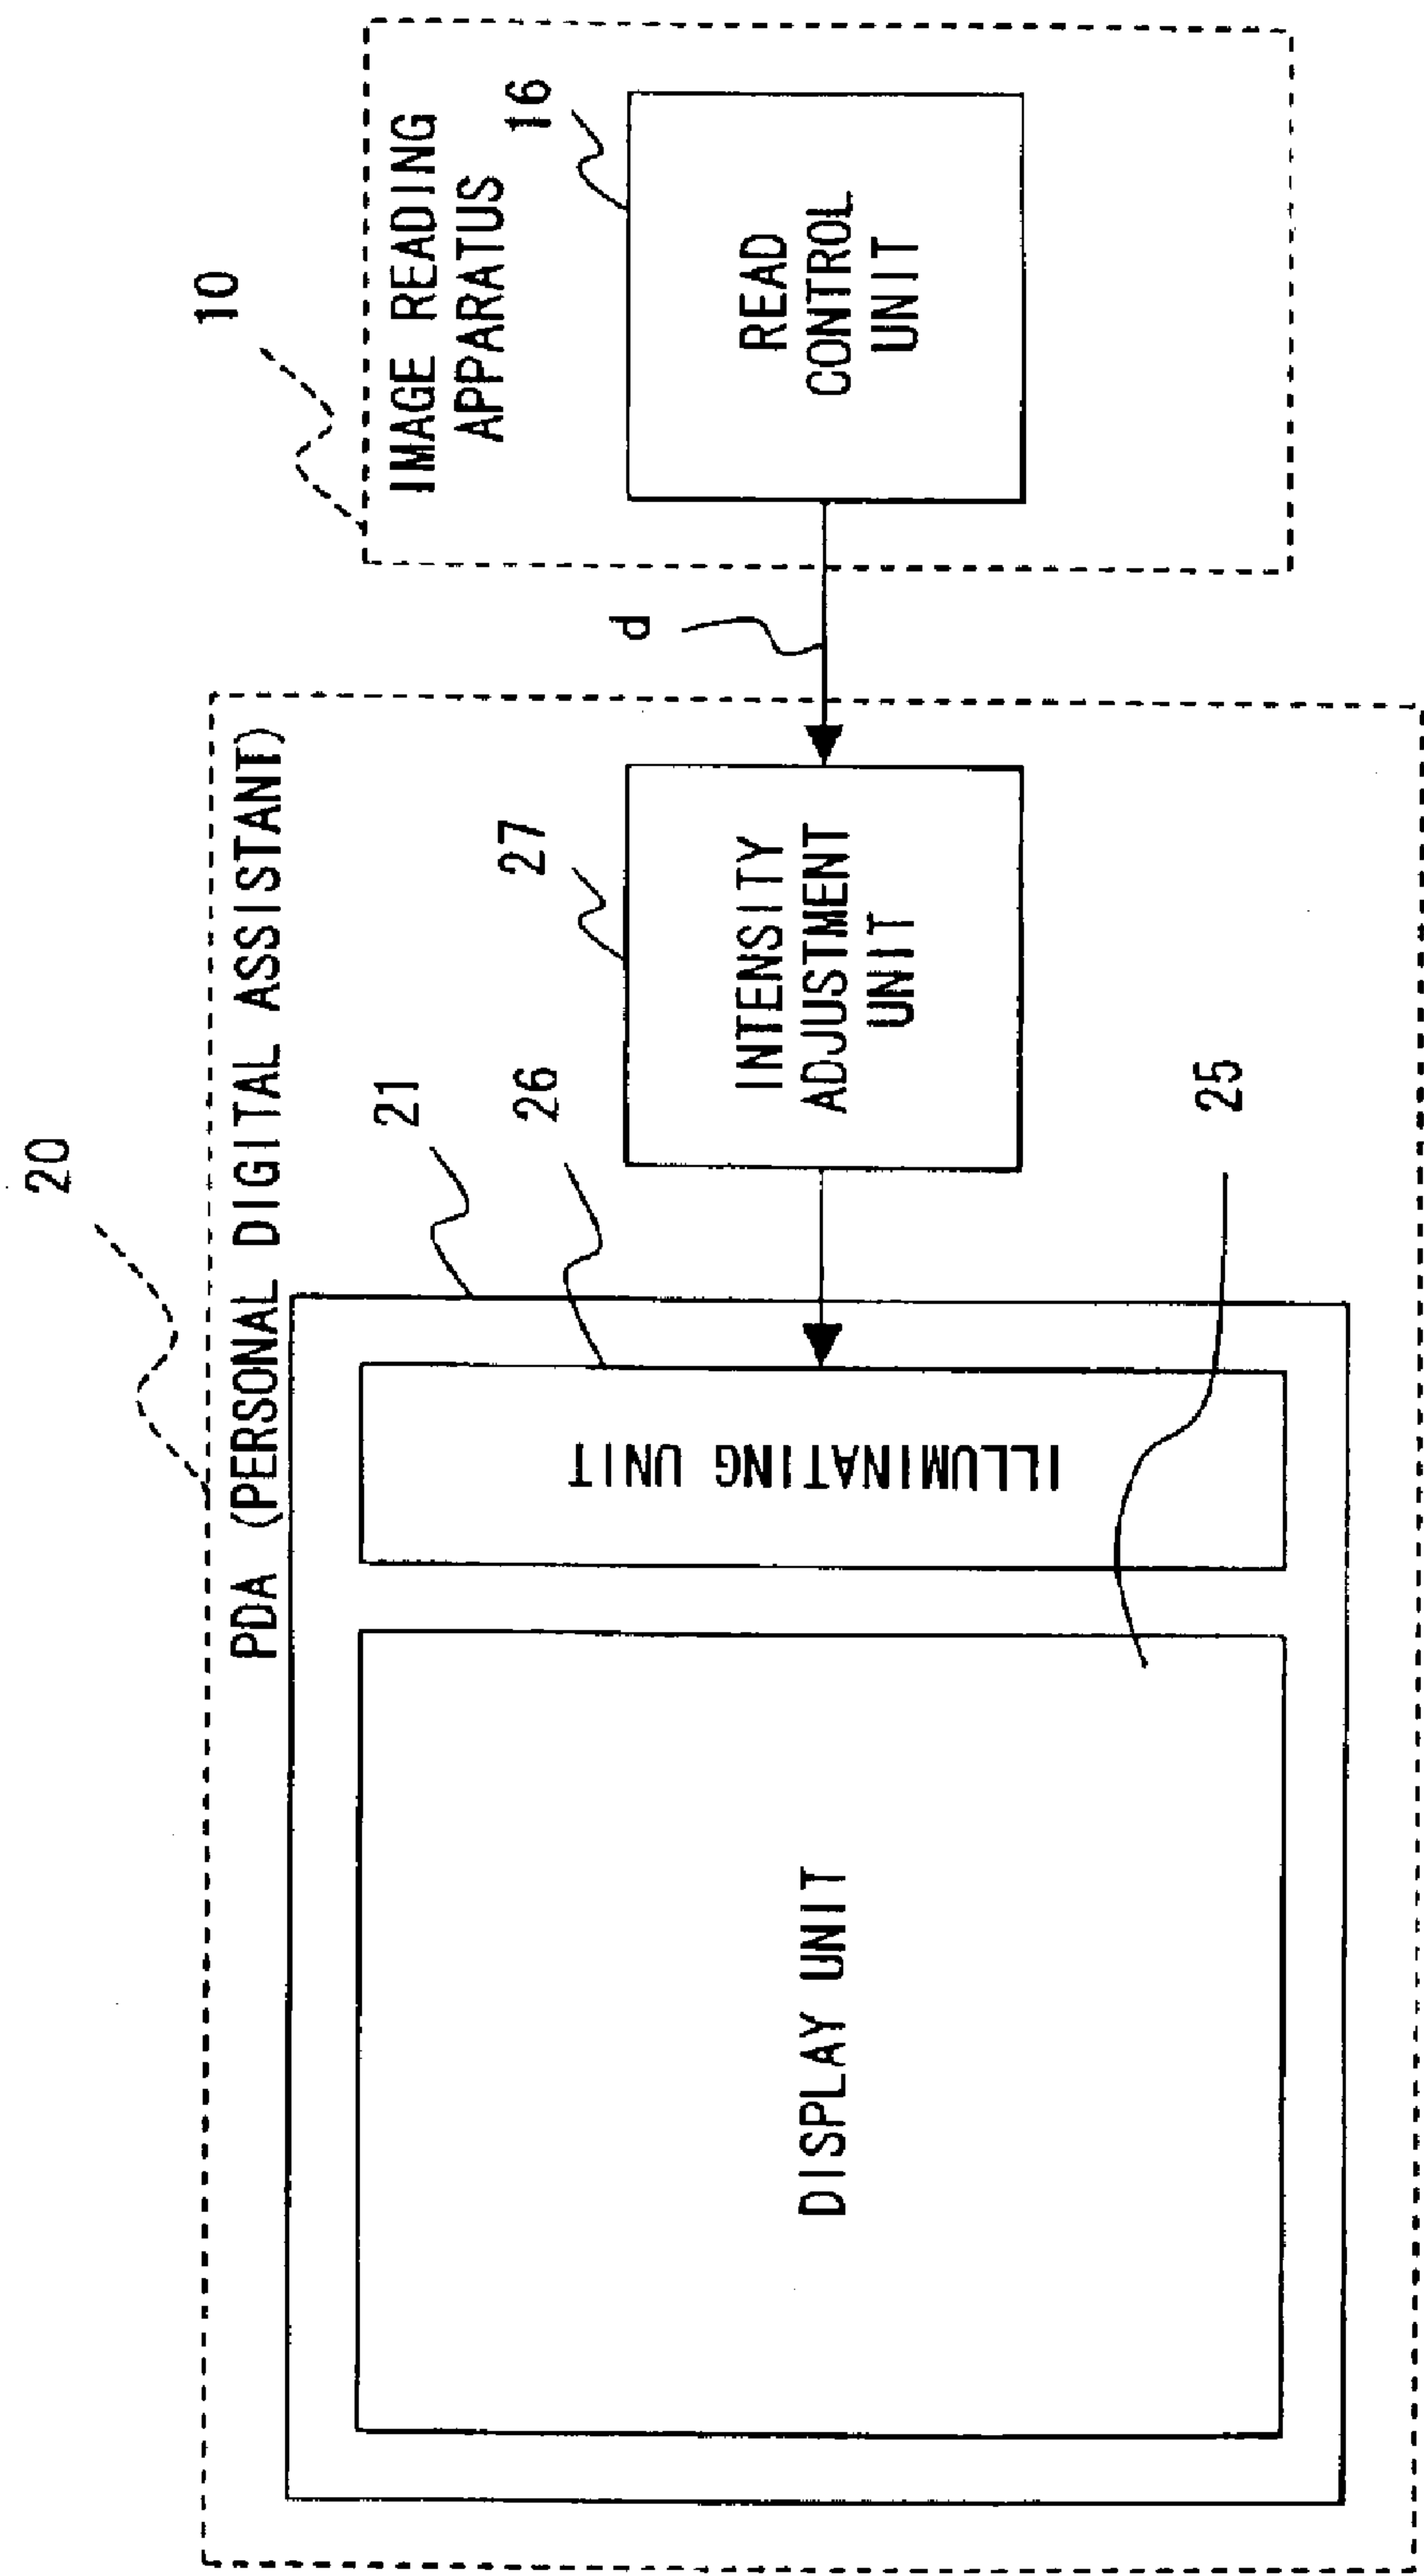 20
PDA (PERSONAL DIGITAL ASSISTANT)
21
26
ILLUMINATING UNIT
DISPLAY UNIT
25
27
INTENSITY
ADJUSTMENT
UNIT
d
10
IMAGE READING
APPARATUS
16
READ
CONTROL
UNIT